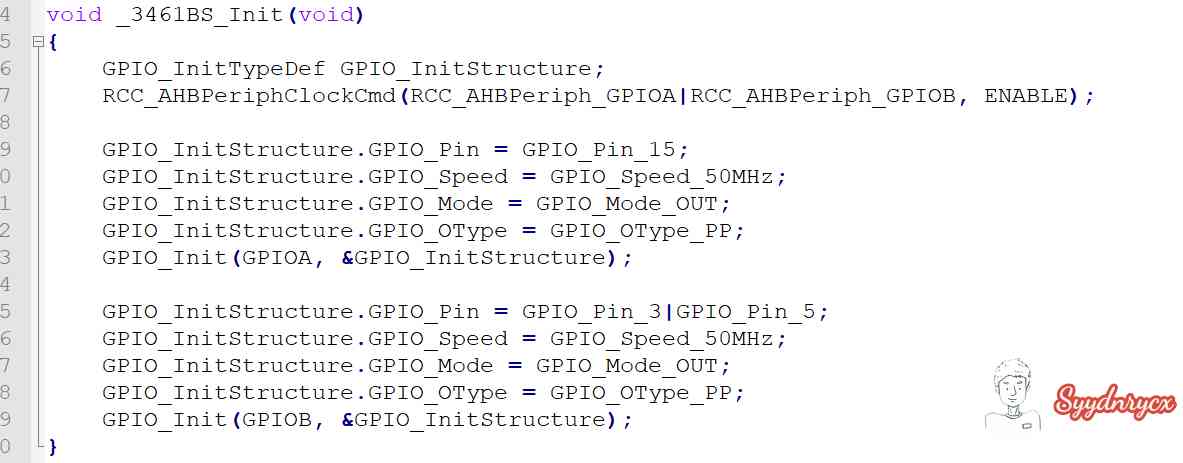 4 void _3461BS_Init(void)
5 {
6 GPIO_InitTypeDef GPIO_InitStructure;
7 RCC_AHBPeriphClockCmd(RCC_AHBPeriph_GPIOA|RCC_AHBPeriph_GPIOB, ENABLE);
8
9 GPIO_InitStructure.GPIO_Pin = GPIO_Pin_15;
0 GPIO_InitStructure.GPIO_Speed = GPIO_Speed_50MHz;
1 GPIO_InitStructure.GPIO_Mode = GPIO_Mode_OUT;
2 GPIO_InitStructure.GPIO_OType = GPIO_OType_PP;
3 GPIO_Init(GPIOA, &GPIO_InitStructure);
4
5 GPIO_InitStructure.GPIO_Pin = GPIO_Pin_3|GPIO_Pin_5;
6 GPIO_InitStructure.GPIO_Speed = GPIO_Speed_50MHz;
7 GPIO_InitStructure.GPIO_Mode = GPIO_Mode_OUT;
8 GPIO_InitStructure.GPIO_OType = GPIO_OType_PP;
9 GPIO_Init(GPIOB, &GPIO_InitStructure);
0 }
Syydnrycx